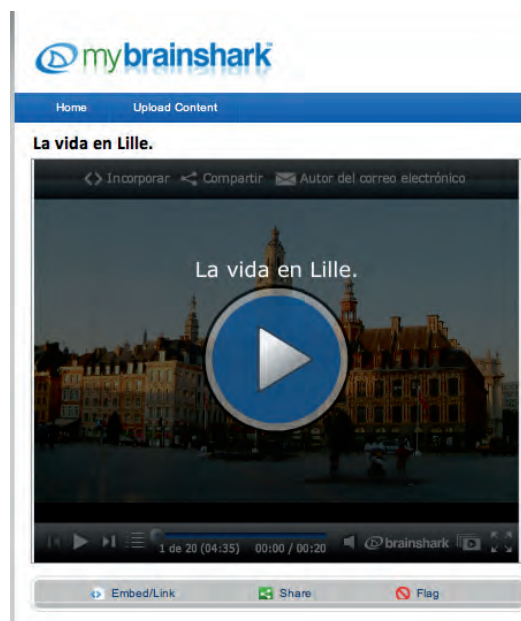 mybrainshark
Home Upload Content
La vida en Lille.
Incorporar Compartir Autor del correo electrónico
La vida en Lille.
1 de 20 (04:35) 00:00 / 00:20 brainshark
Embed/Link Share Flag